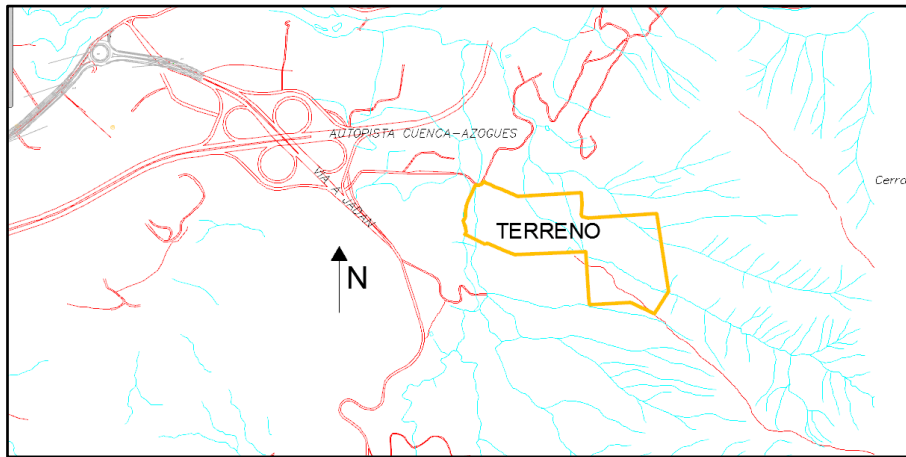 AUTOPISTA CUENCA-AZOGUES
VIA A JADAN
Cerro
TERRENO
N